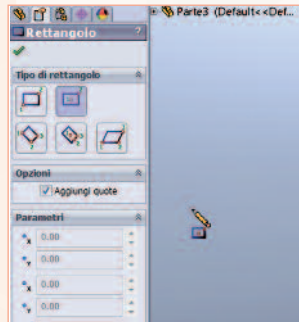 Parte3 (Default<<Def...
Rettangolo ?
Tipo di rettangolo
Opzioni
Aggiungi quote
Parametri
x 0.00
y 0.00
x 0.00
y 0.00